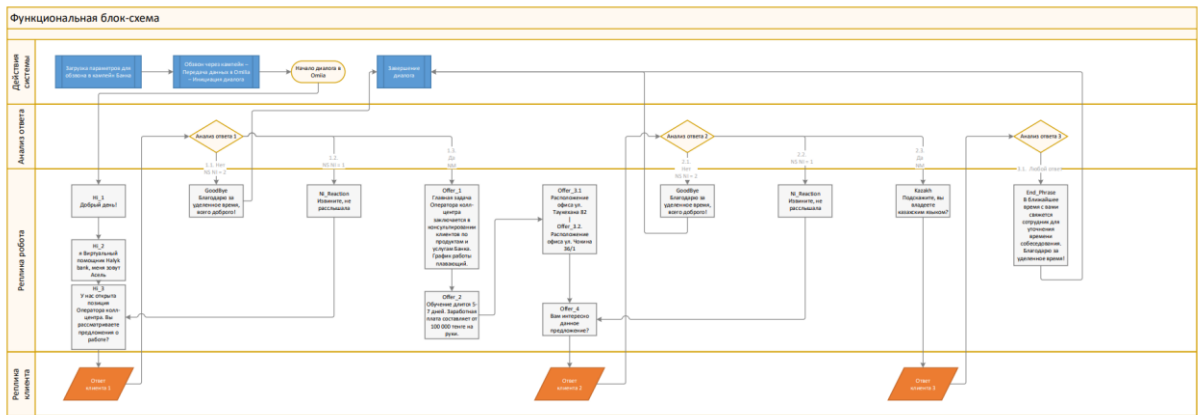 Функциональная блок-схема
Действия
системы
Загрузка параметров для
обзвона в кампейн Банка
Обзвон через кампейн –
Передача данных в Omilia
– Инициация диалога
Начало диалога в
Omilia
Завершение
диалога
Анализ ответа
Анализ ответа 1
1.1. Нет
NS NI = 2
1.2.
NS NI = 1
1.3.
Да
NM
Анализ ответа 2
2.1.
Нет
NS NI = 2
2.2.
NS NI = 1
2.3.
Да
NM
Анализ ответа 3
3.1. Любой ответ
Реплика робота
Hi_1
Добрый день!
Hi_2
я Виртуальный
помощник Halyk
bank, меня зовут
Асель
Hi_3
У нас открыта
позиция
Оператора колл-
центра. Вы
рассматриваете
предложения о
работе?
GoodBye
Благодарю за
уделенное время,
всего доброго!
NI_Reaction
Извините, не
расслышала
Offer_1
Главная задача
Оператора колл-
центра
заключается в
консультировании
клиентов по
продуктом и
услугам Банка.
График работы
плавающий.
Offer_2
Обучение длится 5-
7 дней. Заработная
плата составляет от
100 000 тенге на
руки.
Offer_3.1
Расположение
офиса ул.
Таумкана 82
|
Offer_3.2.
Расположение
офиса ул. Чокина
36/1
Offer_4
Вам интересно
данное
предложение?
GoodBye
Благодарю за
уделенное время,
всего доброго!
NI_Reaction
Извините, не
расслышала
Kazakh
Подскажите, вы
владеете
казахским языком?
End_Phrase
В ближайшее
время с вами
свяжется
сотрудник для
уточнения
времени
собеседования.
Благодарю за
уделенное время!
Реплика
клиента
Ответ
клиента 1
Ответ
клиента 2
Ответ
клиента 3